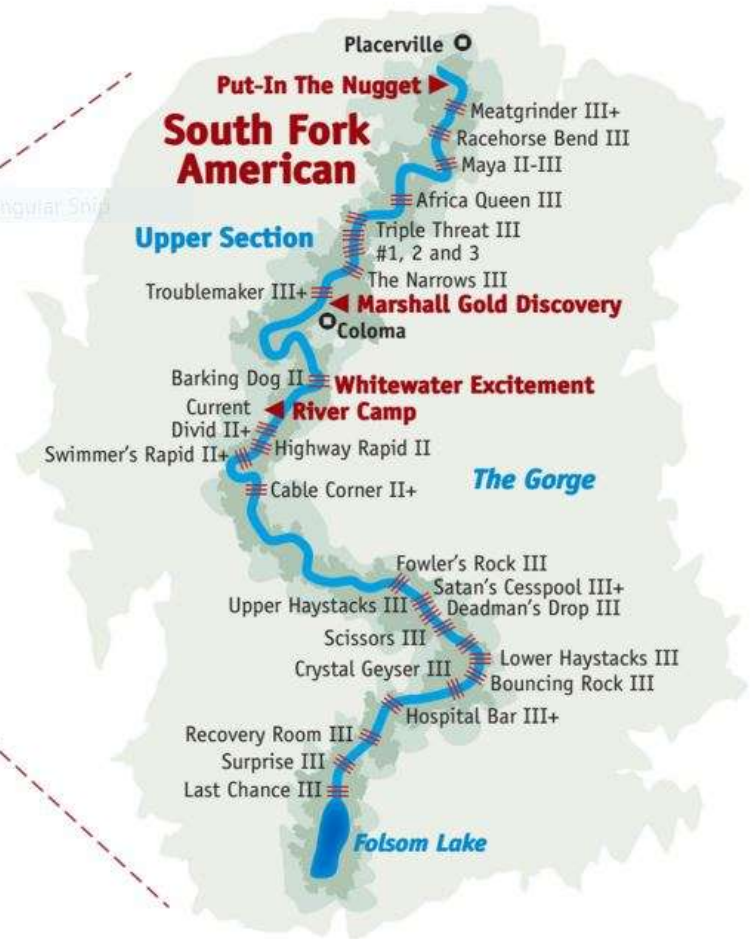 Placerville
Put-In The Nugget
Meatgrinder III+
South Fork
American
Racehorse Bend III
Maya II-III
Africa Queen III
Upper Section
Triple Threat III
#1, 2 and 3
The Narrows III
Troublemaker III+
Marshall Gold Discovery
Coloma
Barking Dog II
Whitewater Excitement
River Camp
Current
Divid II+
Highway Rapid II
Swimmer's Rapid II+
The Gorge
Cable Corner II+
Fowler's Rock III
Satan's Cesspool III+
Upper Haystacks III
Deadman's Drop III
Scissors III
Lower Haystacks III
Crystal Geyser III
Bouncing Rock III
Hospital Bar III+
Recovery Room III
Surprise III
Last Chance III
Folsom Lake